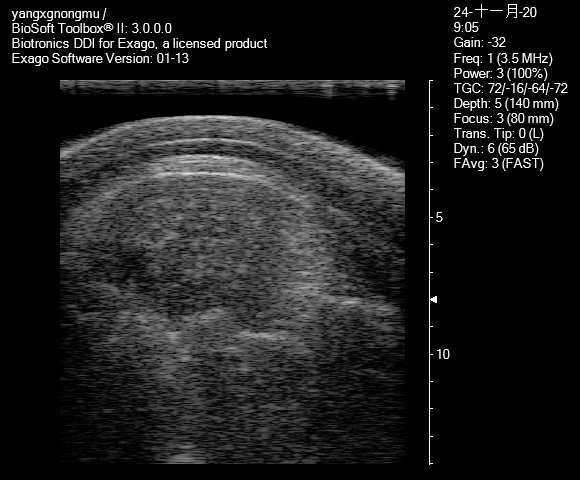 yangxgnongmu /
BioSoft Toolbox® II: 3.0.0.0
Biotronics DDI for Exago, a licensed product
Exago Software Version: 01-13
24-十一月-20
9:05
Gain: -32
Freq: 1 (3.5 MHz)
Power: 3 (100%)
TGC: 72/-16/-64/-72
Depth: 5 (140 mm)
Focus: 3 (80 mm)
Trans. Tip: 0 (L)
Dyn.: 6 (65 dB)
FAvg: 3 (FAST)
5
10